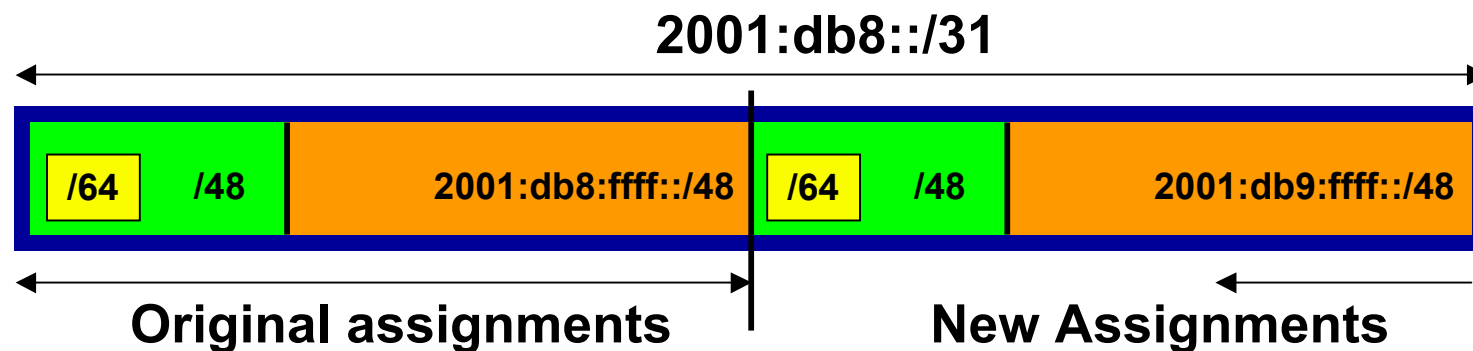 2001:db8::/31
/64 /48 2001:db8:ffff::/48 /64 /48 2001:db9:ffff::/48
Original assignments New Assignments